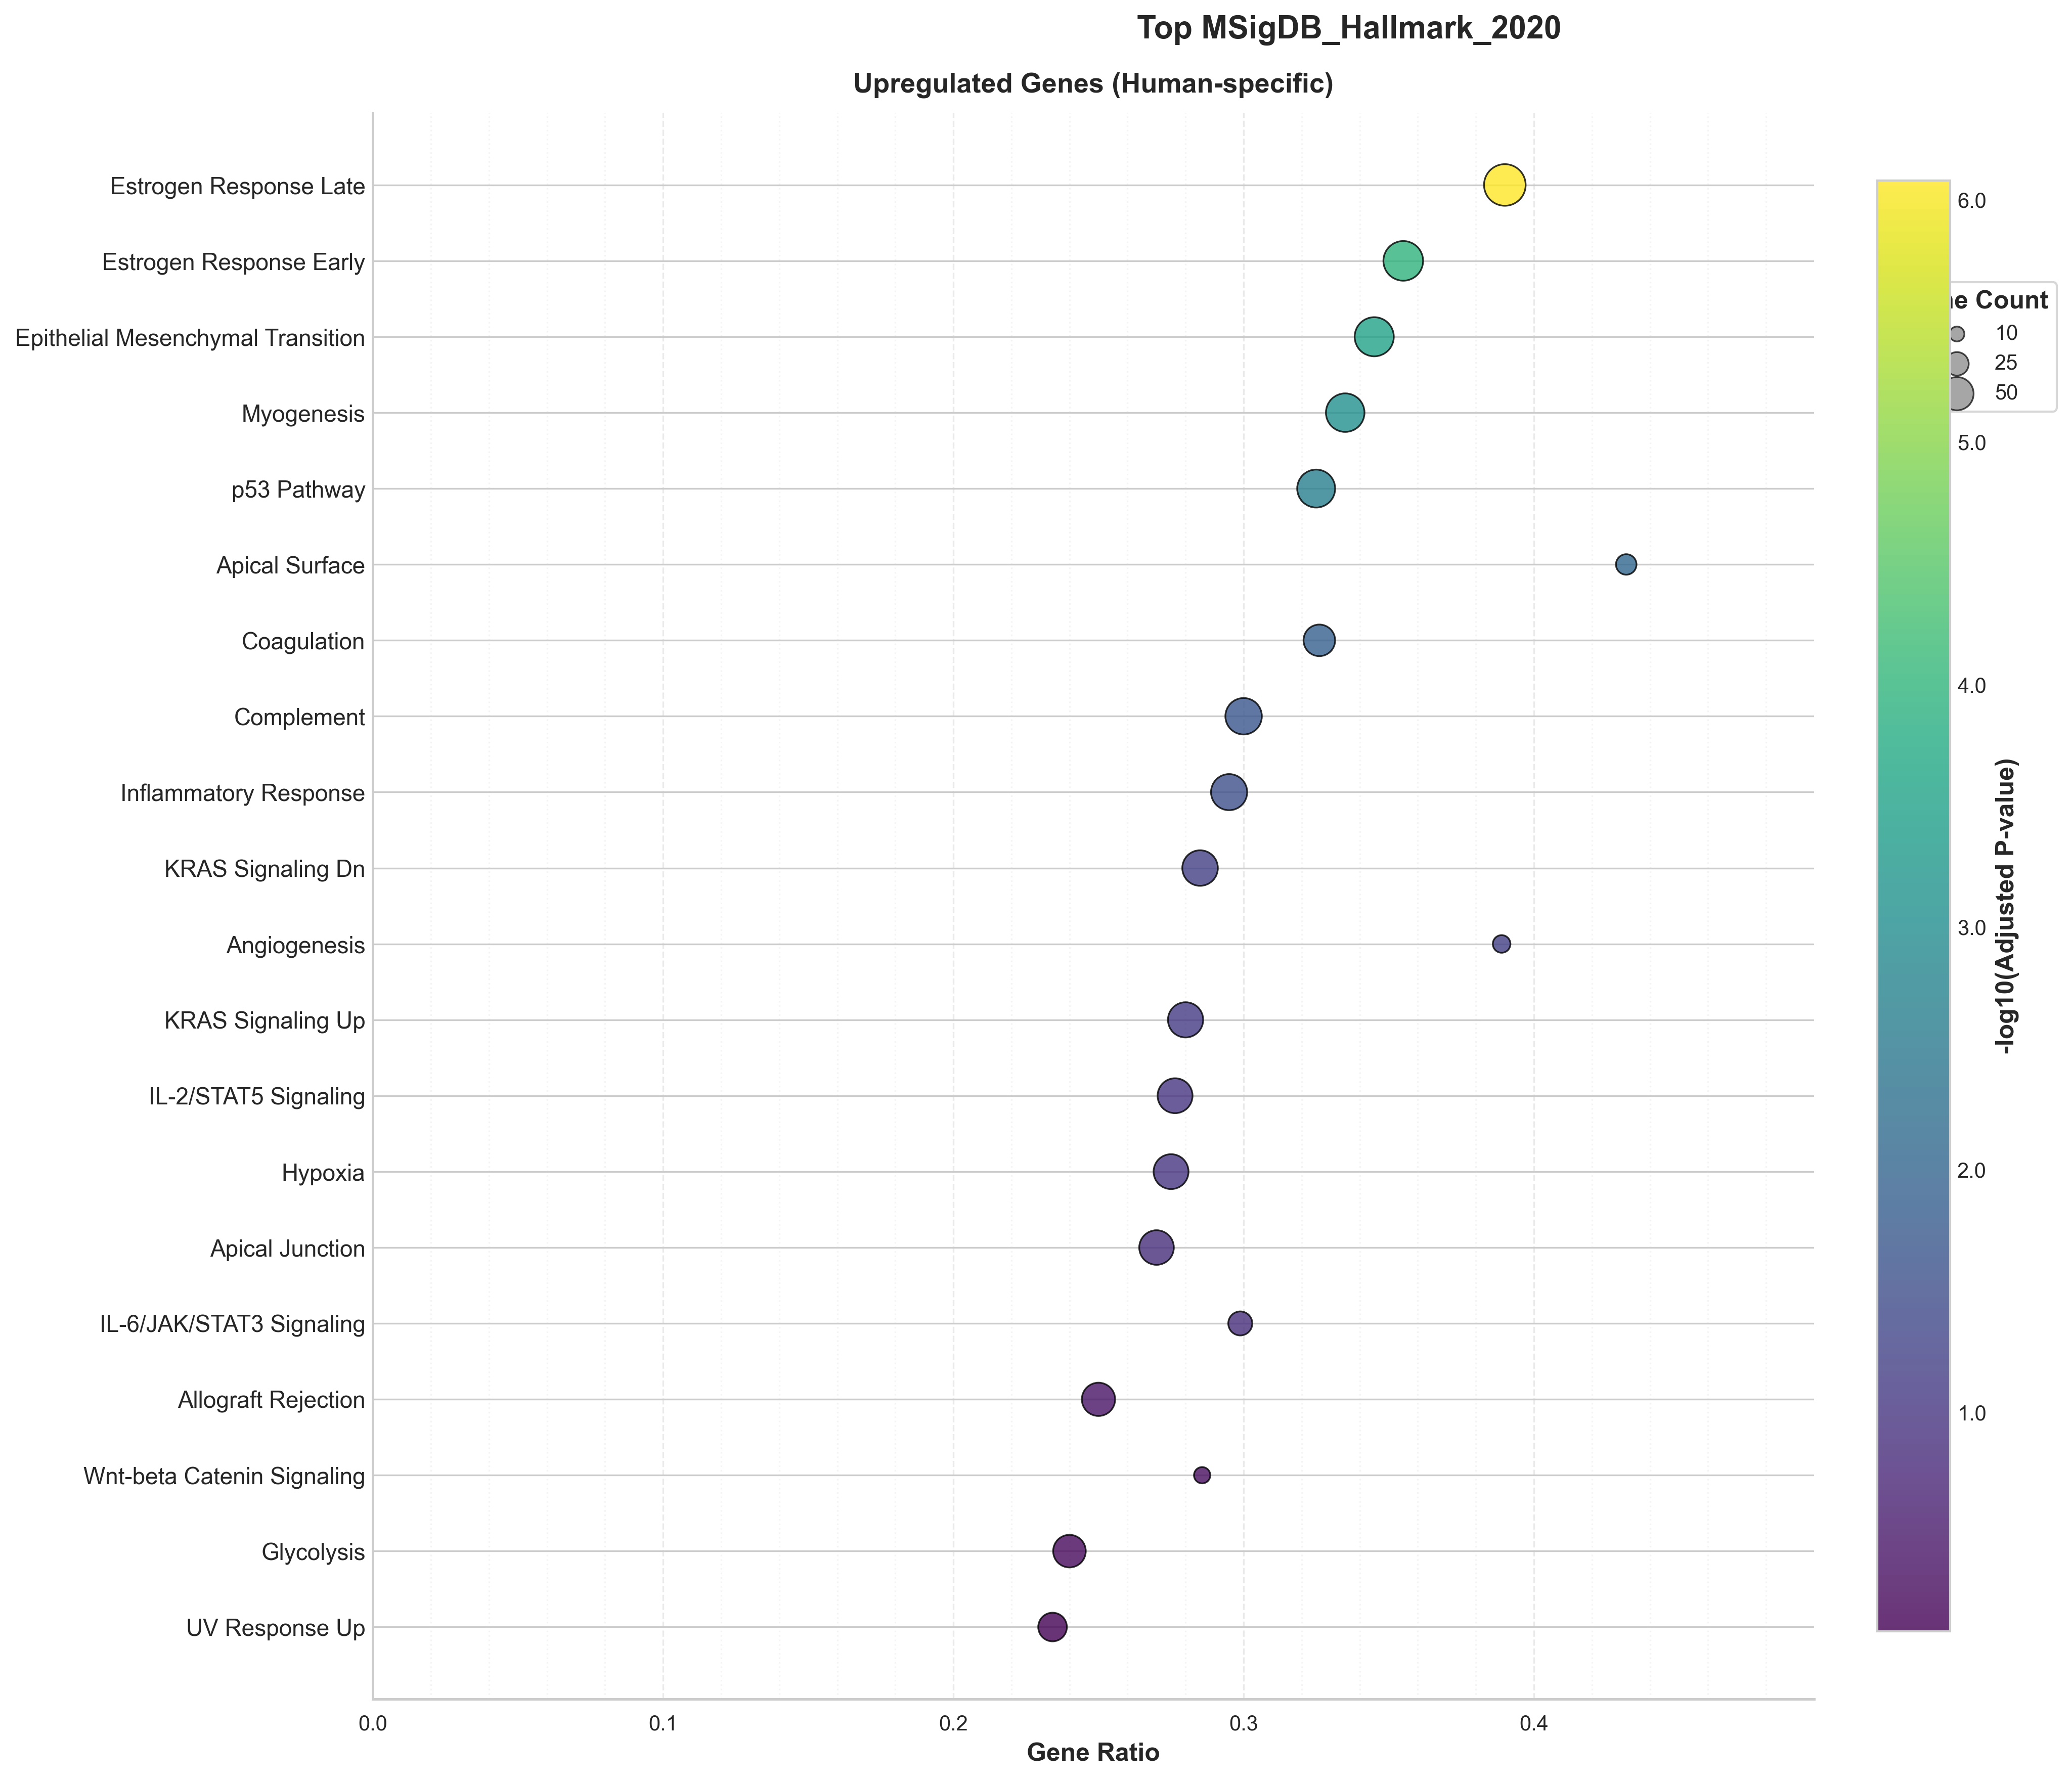 Top MSigDB_Hallmark_2020
Upregulated Genes (Human-specific)
Estrogen Response Late
Estrogen Response Early
Epithelial Mesenchymal Transition
Myogenesis
p53 Pathway
Apical Surface
Coagulation
Complement
Inflammatory Response
KRAS Signaling Dn
Angiogenesis
KRAS Signaling Up
IL-2/STAT5 Signaling
Hypoxia
Apical Junction
IL-6/JAK/STAT3 Signaling
Allograft Rejection
Wnt-beta Catenin Signaling
Glycolysis
UV Response Up
0.0 0.1 0.2 0.3 0.4
Gene Ratio
Count
10
25
50
6.0
5.0
4.0
3.0
2.0
1.0
-log10(Adjusted P-value)